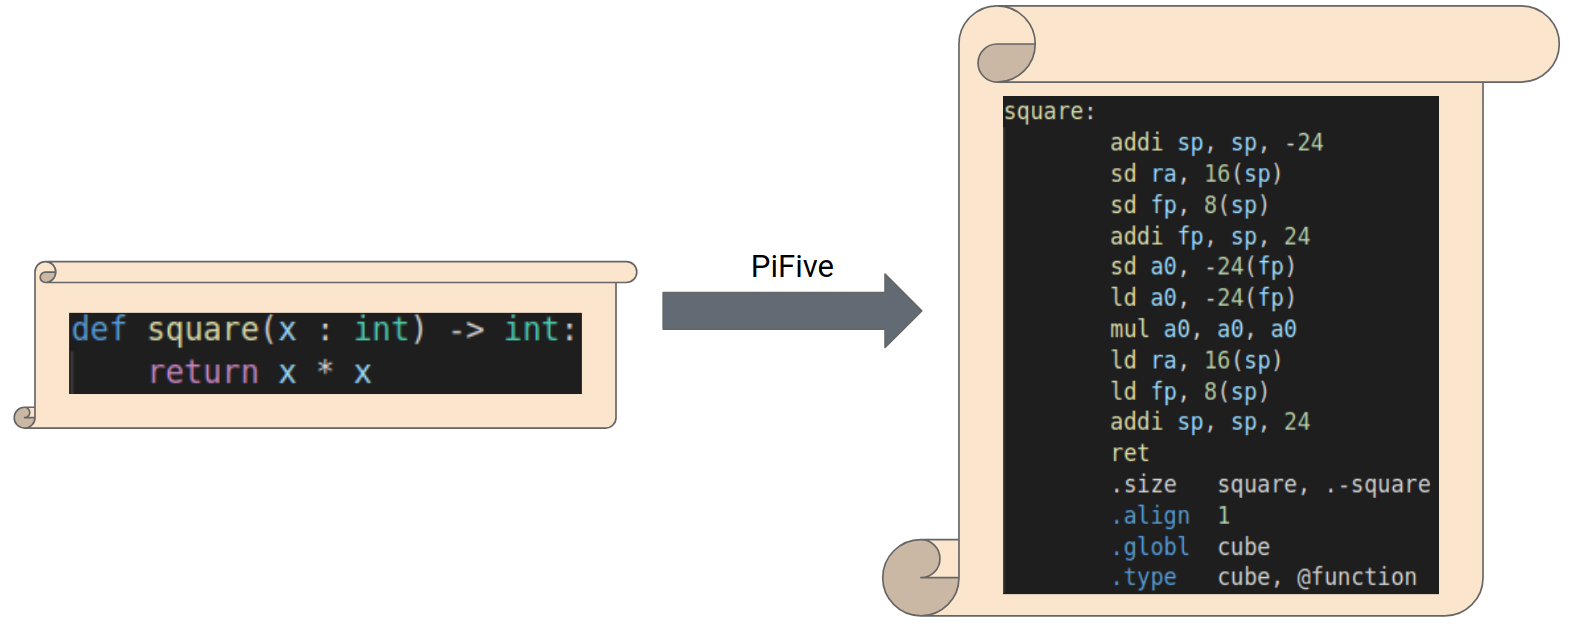 def square(x : int) -> int:
    return x * x
PiFive
square:
        addi sp, sp, -24
        sd ra, 16(sp)
        sd fp, 8(sp)
        addi fp, sp, 24
        sd a0, -24(fp)
        ld a0, -24(fp)
        mul a0, a0, a0
        ld ra, 16(sp)
        ld fp, 8(sp)
        addi sp, sp, 24
        ret
        .size   square, .-square
        .align  1
        .globl  cube
        .type   cube, @function